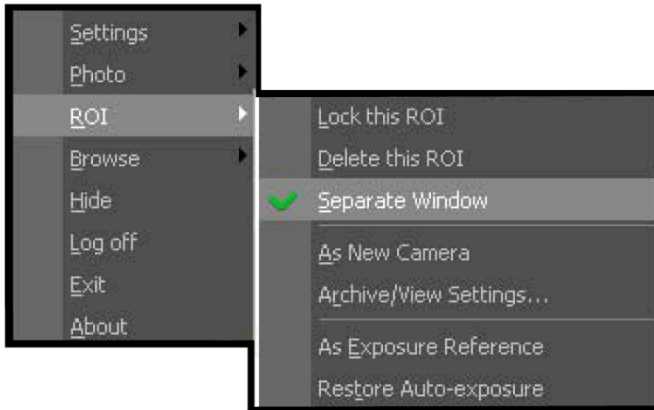 Settings
Photo
ROI
Browse
Hide
Log off
Exit
About
Lock this ROI
Delete this ROI
Separate Window
As New Camera
Archive/View Settings...
As Exposure Reference
Restore Auto-exposure